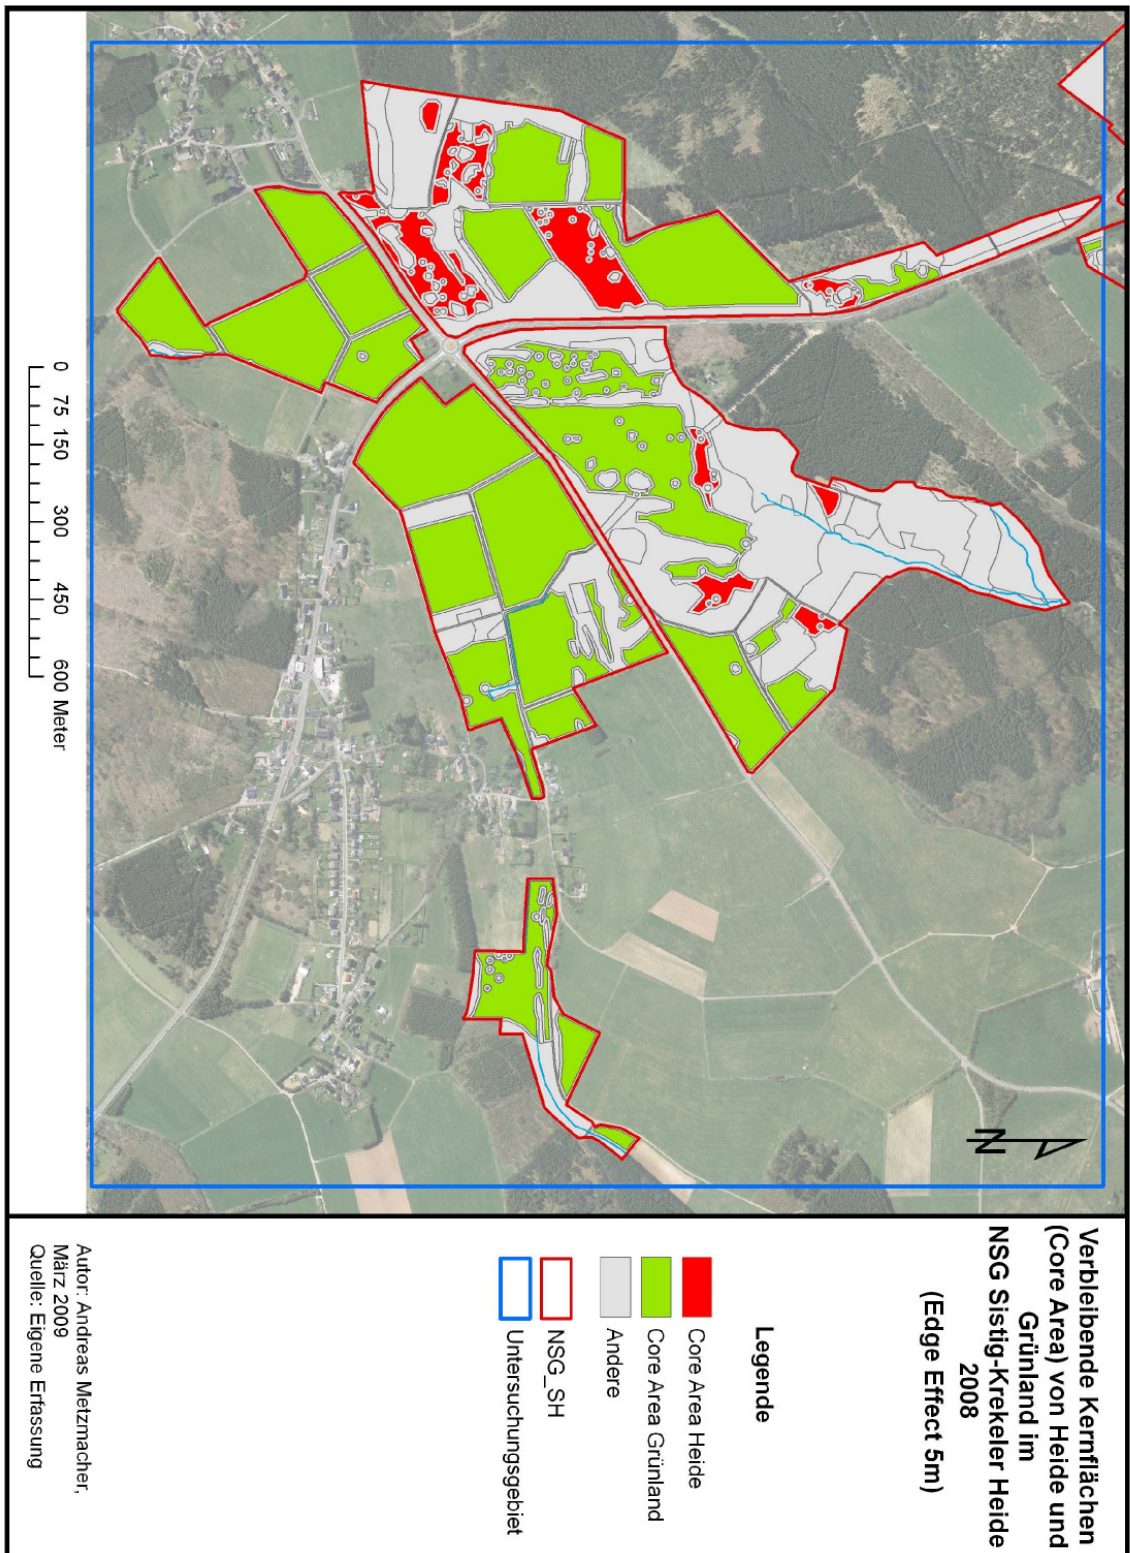 Verbleibende Kernflächen
(Core Area) von Heide und
Grünland im
NSG Sistig-Krekeler Heide
2008
(Edge Effect 5m)
Legende
Core Area Heide
Core Area Grünland
Andere
NSG_SH
Untersuchungsgebiet
Autor: Andreas Metzmacher,
März 2009
Quelle: Eigene Erfassung
N
0 75 150 300 450 600 Meter